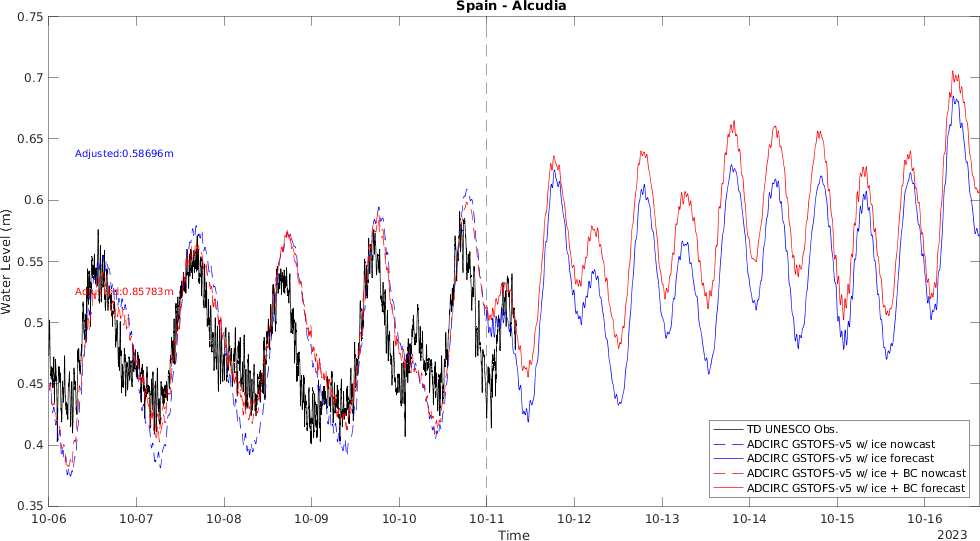 Spain - Alcudia
0.75
0.7
0.65
0.6
0.55
0.5
0.45
0.4
0.35
Water Level (m)
Adjusted:0.58696m
Adjusted:0.85783m
TD UNESCO Obs.
ADCIRC GSTOFS-v5 w/ ice nowcast
ADCIRC GSTOFS-v5 w/ ice forecast
ADCIRC GSTOFS-v5 w/ ice + BC nowcast
ADCIRC GSTOFS-v5 w/ ice + BC forecast
10-06 10-07 10-08 10-09 10-10 10-11 10-12 10-13 10-14 10-15 10-16
Time
2023